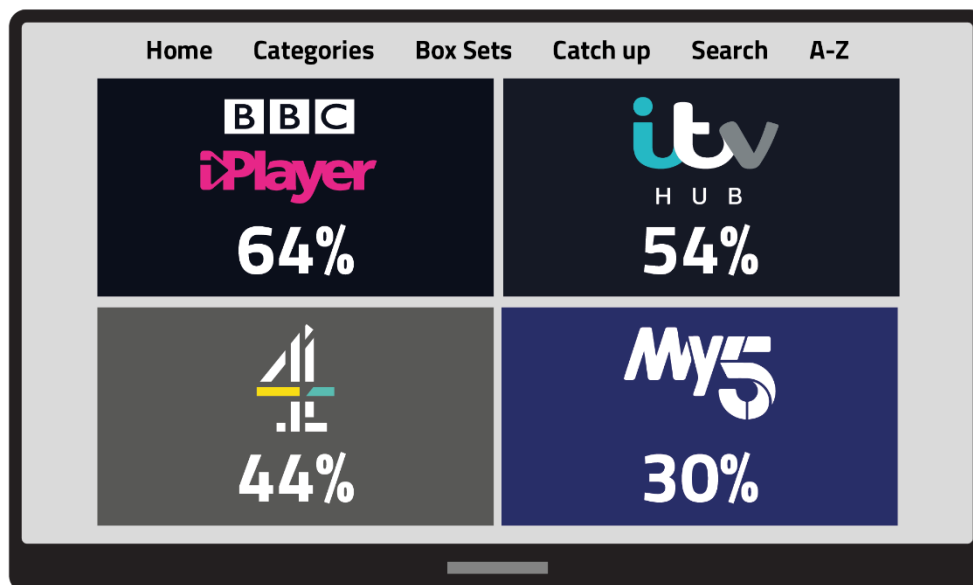 Home Categories Box Sets Catch up Search A-Z
BBC
iPlayer
64%
itv
HUB
54%
4
44%
My5
30%